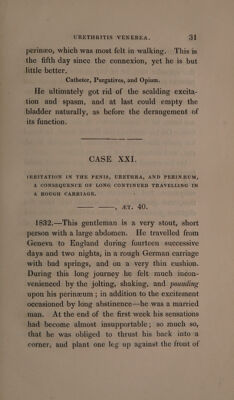 URETHRITIS VENEREA. 31
perinæo, which was most felt in walking. This is
the fifth day since the connexion, yet he is but
little better.
Catheter, Purgatives, and Opium.
He ultimately got rid of the scalding excita-
tion and spasm, and at last could empty the
bladder naturally, as before the derangement of
its function.
CASE XXI.
IRRITATION IN THE PENIS, URETHRA, AND PERINÆUM,
A CONSEQUENCE OF LONG CONTINUED TRAVELLING IN
A ROUGH CARRIAGE.
—— ——, ÆT. 40.
1832.—This gentleman is a very stout, short
person with a large abdomen. He travelled from
Geneva to England during fourteen successive
days and two nights, in a rough German carriage
with bad springs, and on a very thin cushion.
During this long journey he felt much incon-
venienced by the jolting, shaking, and pounding
upon his perinæum; in addition to the excitement
occasioned by long abstinence—he was a married
man. At the end of the first week his sensations
had become almost insupportable; so much so,
that he was obliged to thrust his back into a
corner, and plant one leg up against the front of